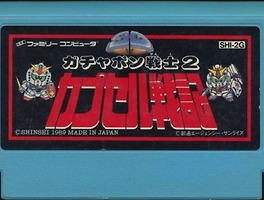 ファミリーコンピュータ
SHI-2G
ガチャポン戦士2
カプセル戦記
©SHINSEI 1989 MADE IN JAPAN
©創通エージェンシー・サンライズ